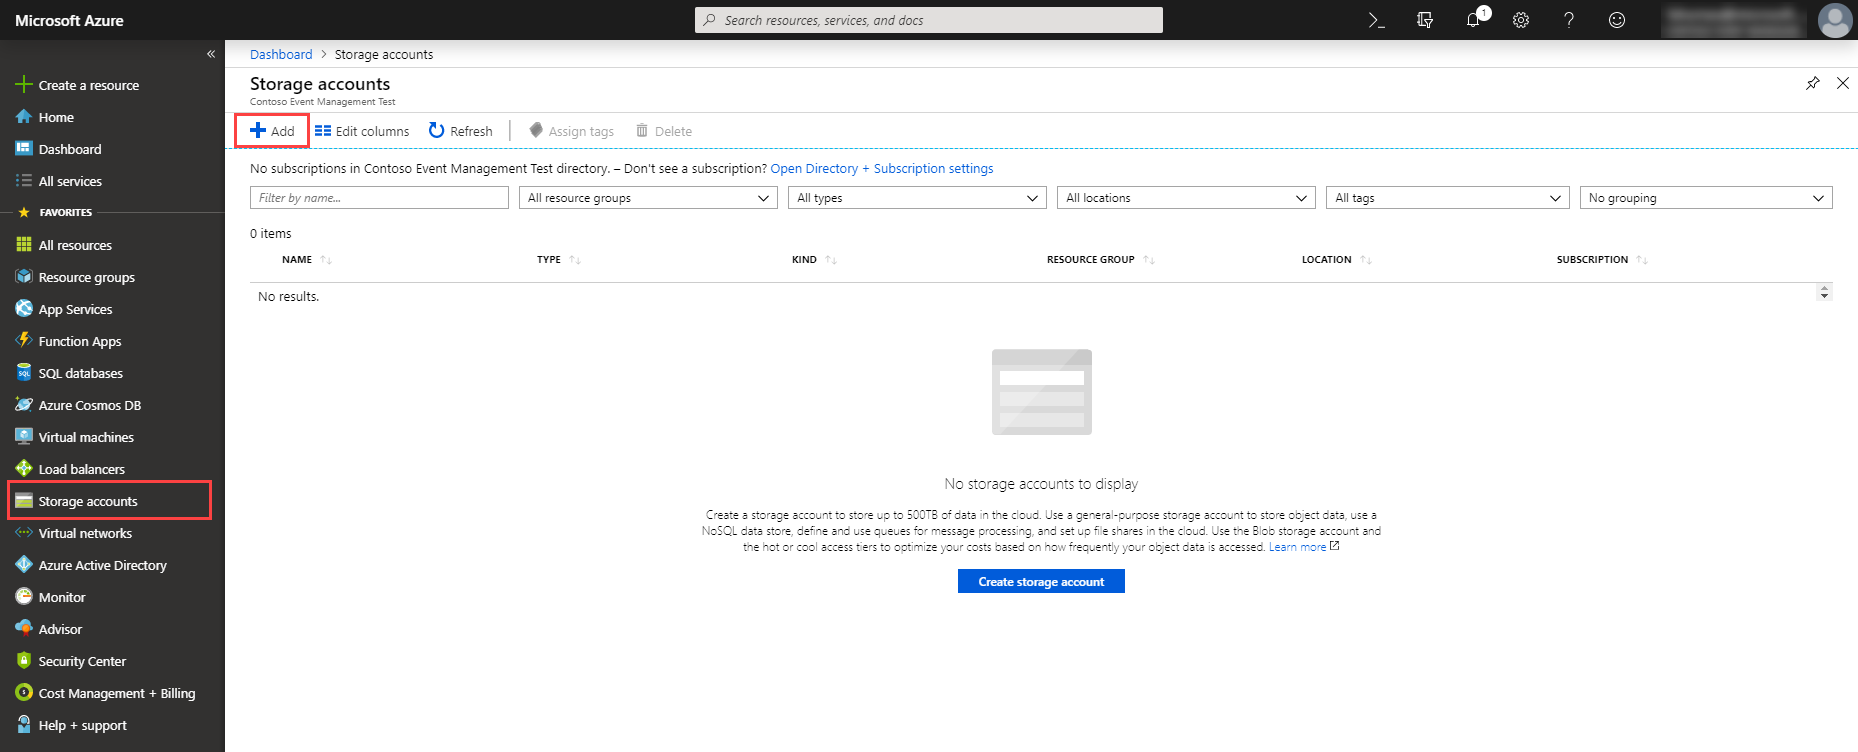 Microsoft Azure
Search resources, services, and docs
1
Create a resource
Home
Dashboard
All services
FAVORITES
All resources
Resource groups
App Services
Function Apps
SQL
SQL databases
Azure Cosmos DB
Virtual machines
Load balancers
Storage accounts
Virtual networks
Azure Active Directory
Monitor
Advisor
Security Center
Cost Management + Billing
Help + support
Dashboard > Storage accounts
Storage accounts
Contoso Event Management Test
Add Edit columns Refresh Assign tags Delete
No subscriptions in Contoso Event Management Test directory. – Don't see a subscription? Open Directory + Subscription settings
Filter by name... All resource groups All types All locations All tags No grouping
0 items
NAME TYPE KIND RESOURCE GROUP LOCATION SUBSCRIPTION
No results.
No storage accounts to display
Create a storage account to store up to 500TB of data in the cloud. Use a general-purpose storage account to store object data, use a
NoSQL data store, define and use queues for message processing, and set up file shares in the cloud. Use the Blob storage account and
the hot or cool access tiers to optimize your costs based on how frequently your object data is accessed. Learn more
Create storage account